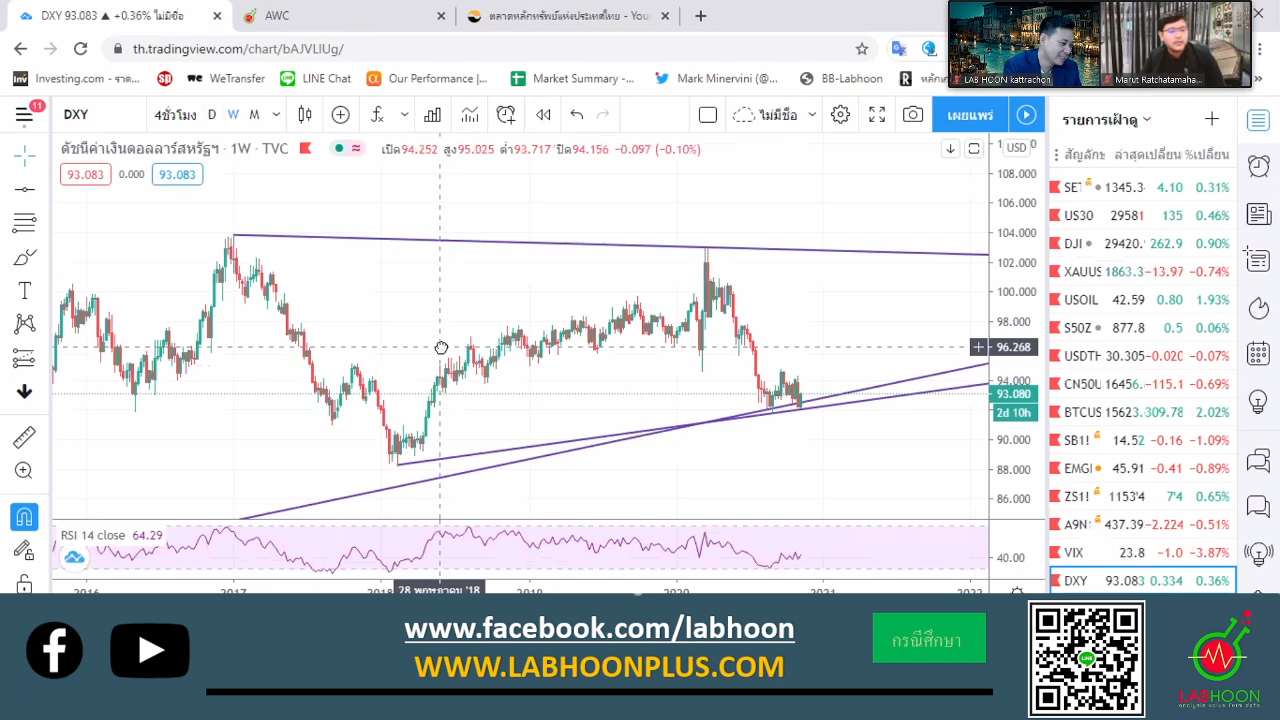 DXY 93.083 ▲ +0.36% ไม่มีชื่อ
AWC
ตลาดหลักทรัพย์แห่งประเทศไทย - You
th.tradingview.com/chart/bAJVLIUg/
Investing.com - ราค...
WeTransfer
LINE Chat
Our Performance |...
Market Summary -...
Mark Minervini (@...
BB-Labhoon
LAB HOON kattrachon
Marut Ratchatamaha...
11
DXY
4ชั่วโมง D W M
ไม่มีชื่อ
เผยแพร่
รายการเฝ้าดู
ดัชนีค่าเงินดอลลาร์สหรัฐฯ · 1W · TVC
เปิด94.252 สูง95.025 ต่ำ93.717 ปิด94.156 -0.097 (-0.10%)
USD
93.083 0.000 93.083
108.000
106.000
104.000
102.000
100.000
98.000
96.268
94.000
93.080
2d 10h
90.000
88.000
86.000
สัญลักษ ล่าสุด เปลี่ยน %เปลี่ยน
SET 1345.3 4.10 0.31%
US30 29581 135 0.46%
DJI 29420. 262.9 0.90%
XAUUS 1863.3 -13.97 -0.74%
USOIL 42.59 0.80 1.93%
S50Z 877.8 0.5 0.06%
USDTH 30.305 -0.020 -0.07%
CN50U 16456. -115.1 -0.69%
BTCUS 15623. 309.78 2.02%
SB1! 14.52 -0.16 -1.09%
EMGI 45.91 -0.41 -0.89%
ZS1! 1153'4 7'4 0.65%
A9N 437.39 -2.224 -0.51%
VIX 23.8 -1.0 -3.87%
DXY 93.083 0.334 0.36%
RSI 14 close 64.29
40.00
2016 2017 2018 28 พฤษภาคม '18 2019 2020 2021 2022
www.facebook.com/labhoon
WWW.LABHOONPLUS.COM
กรณีศึกษา
LINE
LABHOON
analysis value form data